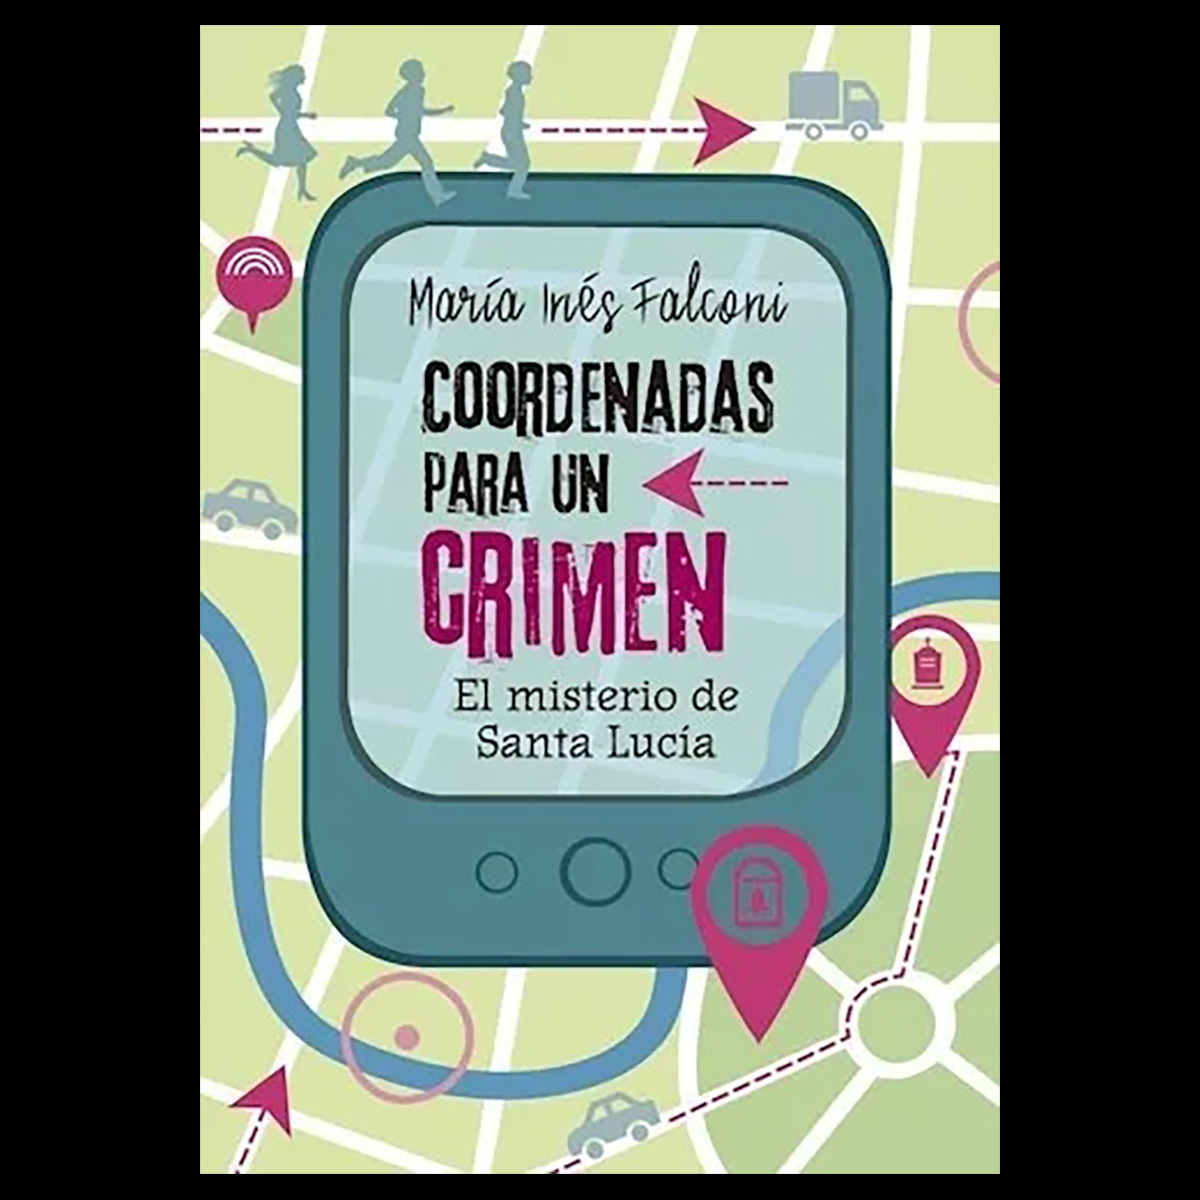 María Inés Falconi
COORDENADAS
PARA UN
CRIMEN
El misterio de
Santa Lucía